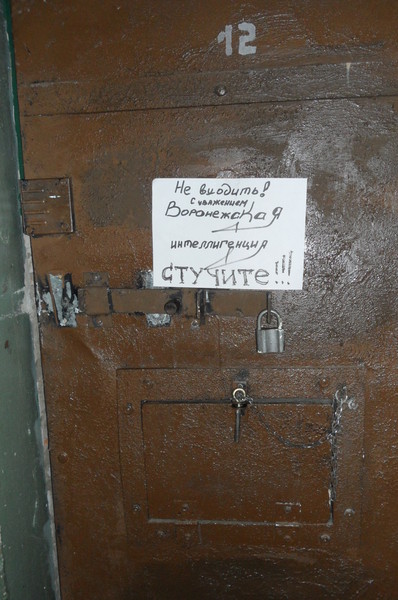 12
Не входить!
с уважением
Воронежская
интеллигенция
СТУЧИТЕ!!!